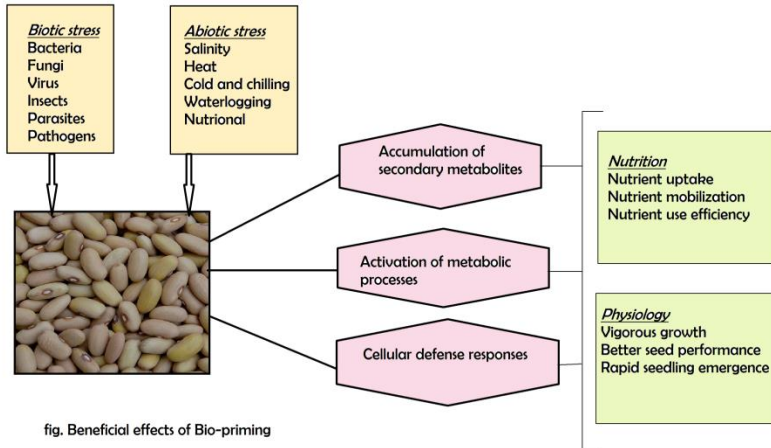 Biotic stress
Bacteria
Fungi
Virus
Insects
Parasites
Pathogens
Abiotic stress
Salinity
Heat
Cold and chilling
Waterlogging
Nutrional
Accumulation of
secondary metabolites
Activation of metabolic
processes
Cellular defense responses
Nutrition
Nutrient uptake
Nutrient mobilization
Nutrient use efficiency
Physiology
Vigorous growth
Better seed performance
Rapid seedling emergence
fig. Beneficial effects of Bio-priming